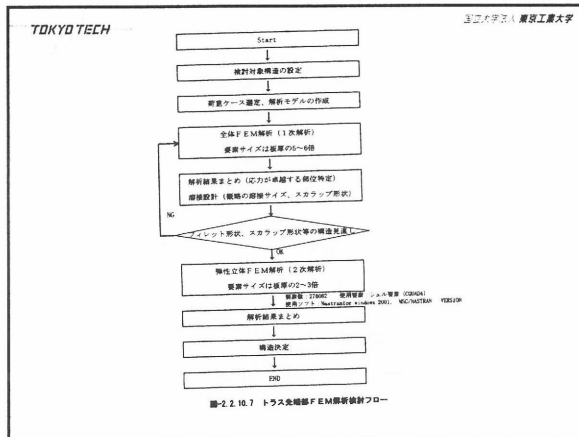 TOKYO TECH
国立大学法人 東京工業大学
Start
検討対象構造の設定
荷重ケース選定、解析モデルの作成
全体FEM解析(1次解析)
要素サイズは板厚の5～6倍
解析結果まとめ(応力が卓越する部位特定)
溶接設計(概略の溶接サイズ、スカラップ形状)
NG
フィレット形状、スカラップ形状等の構造見直し
OK
弾性立体FEM解析(2次解析)
要素サイズは板厚の2～3倍
要素数:276662 使用要素:シェル要素(CQUAD4)
使用ソフト:Nastranfor windows 2001, MSC/NASTRAN VERSION
解析結果まとめ
構造決定
END
図-2.2.10.7 トラス先端部FEM解析検討フロー